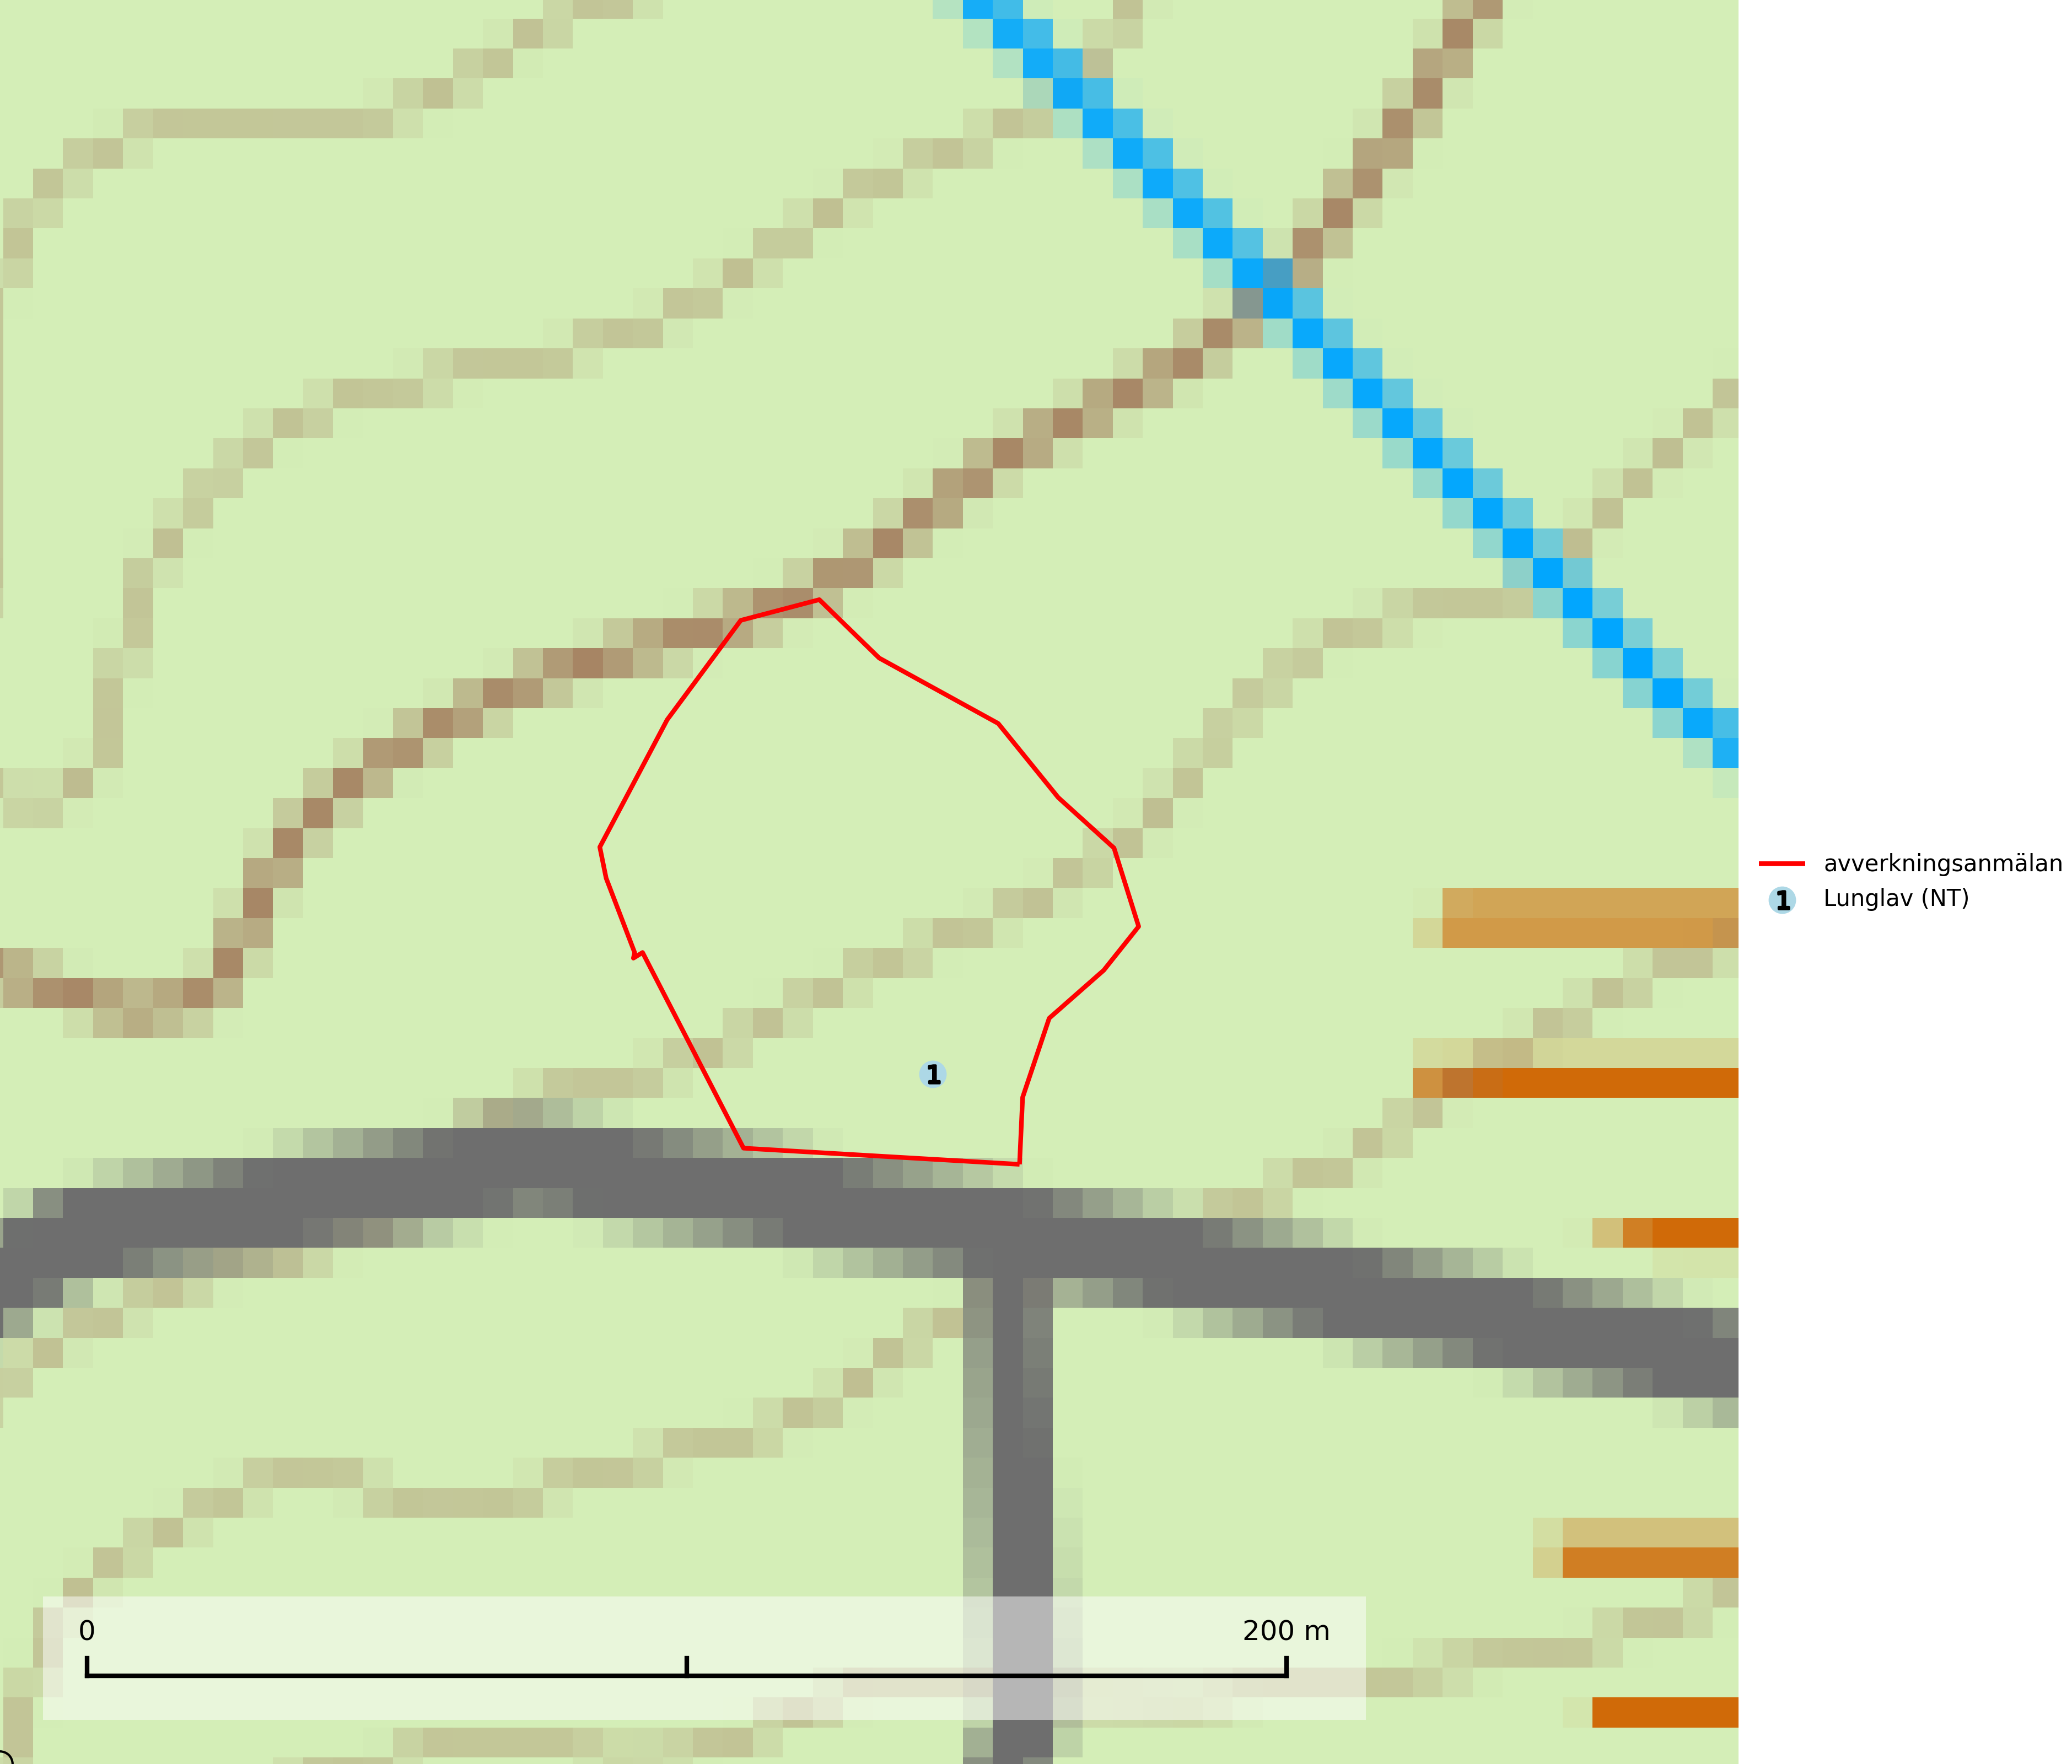 avverkningsanmälan
1 Lunglav (NT)
1
0 200 m